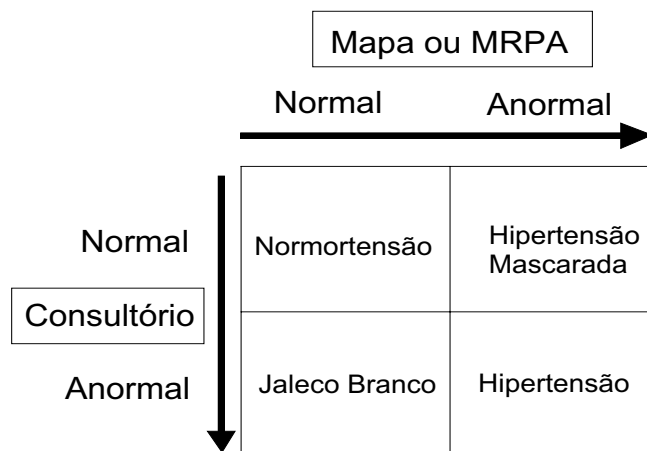 Mapa ou MRPA
Normal
Anormal
Normal
Normortensão
Hipertensão
Mascarada
Consultório
Anormal
Jaleco Branco
Hipertensão